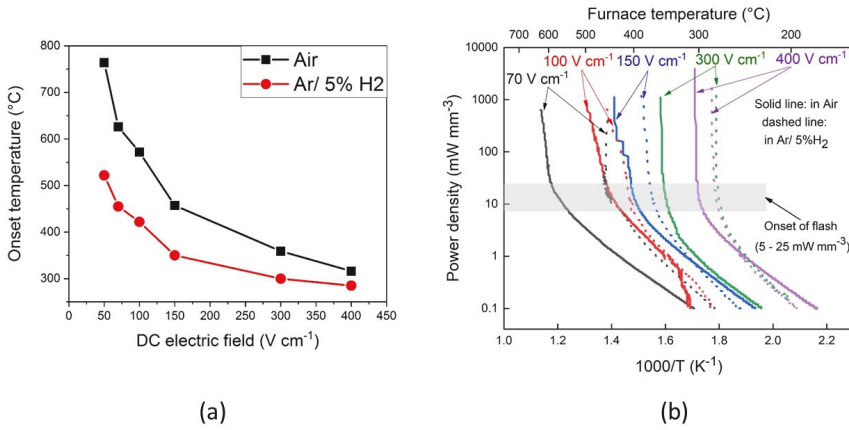 800
750
700
650
600
550
500
450
400
350
300
Onset temperature (°C)
0 50 100 150 200 250 300 350 400 450
DC electric field (V cm⁻¹)
Air
Ar/ 5% H2
(a)
Furnace temperature (°C)
700 600 500 400 300 200
10000
1000
100
10
1
0.1
Power density (mW mm⁻³)
100 V cm⁻¹
150 V cm⁻¹
300 V cm⁻¹
400 V cm⁻¹
70 V cm⁻¹
Solid line: in Air
dashed line:
in Ar/ 5%H₂
Onset of flash
(5 - 25 mW mm⁻³)
1.0 1.2 1.4 1.6 1.8 2.0 2.2
1000/T (K⁻¹)
(b)